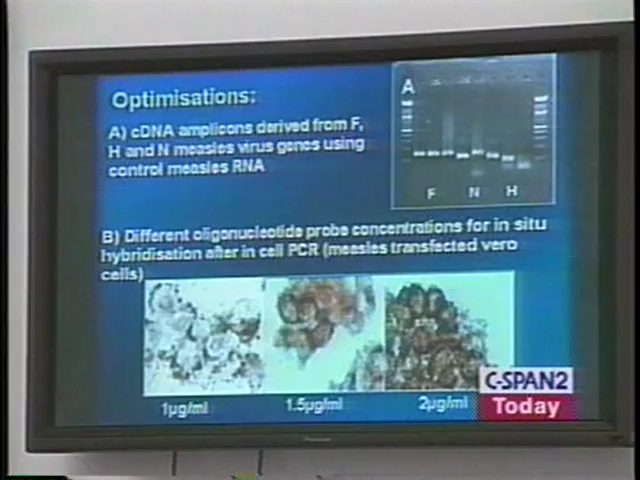 Optimisations:
A) cDNA amplicons derived from F,
H and N measles virus genes using
control measles RNA
A
F N H
B) Different oligonucleotide probe concentrations for in situ
hybridisation after in cell PCR (measles transfected vero
cells)
1µg/ml 1.5µg/ml 2µg/ml
C-SPAN2
Today